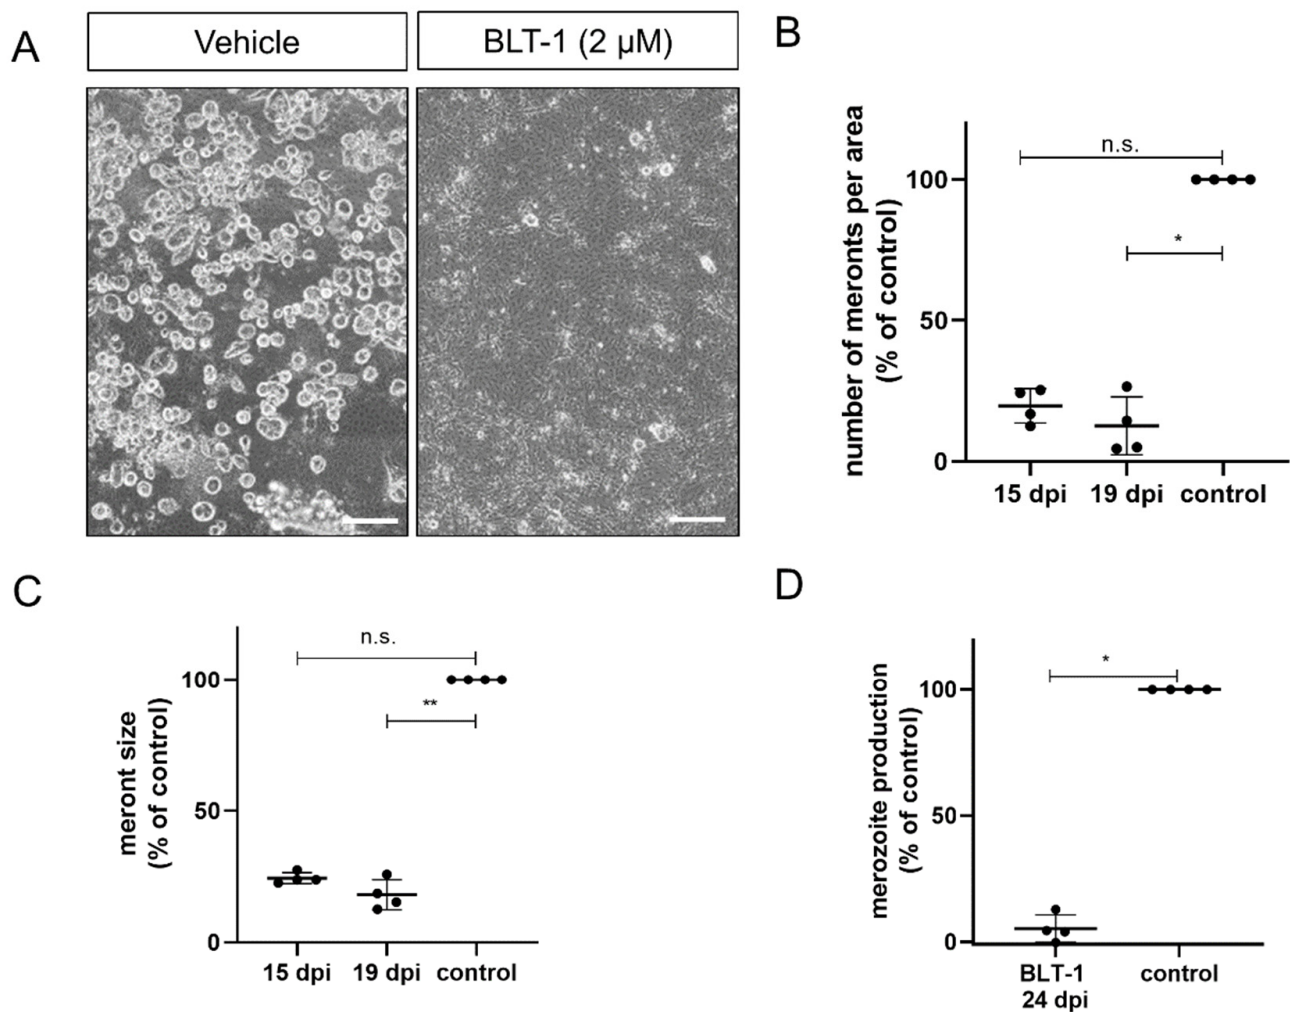 A
Vehicle
BLT-1 (2 µM)
B
number of meronts per area
(% of control)
100
50
0
n.s.
*
15 dpi
19 dpi
control
C
meront size
(% of control)
100
50
0
n.s.
**
15 dpi
19 dpi
control
D
merozoite production
(% of control)
100
50
0
*
BLT-1
24 dpi
control